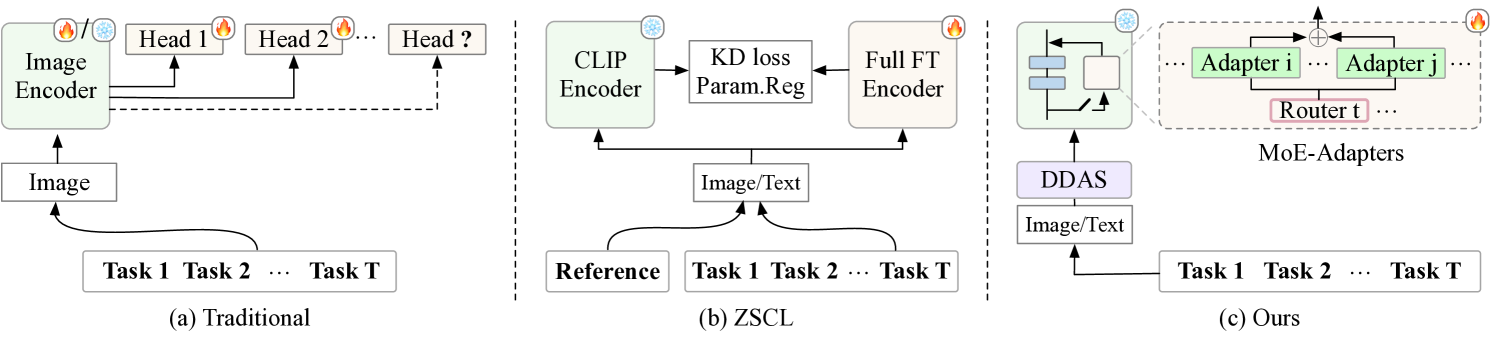 Image
Encoder
/
Head 1
Head 2
···
Head ?
Image
Task 1 Task 2 ··· Task T
(a) Traditional
CLIP
Encoder
KD loss
Param.Reg
Full FT
Encoder
Image/Text
Reference
Task 1 Task 2 ··· Task T
(b) ZSCL
··· Adapter i ··· Adapter j ···
Router t ···
MoE-Adapters
DDAS
Image/Text
Task 1 Task 2 ··· Task T
(c) Ours